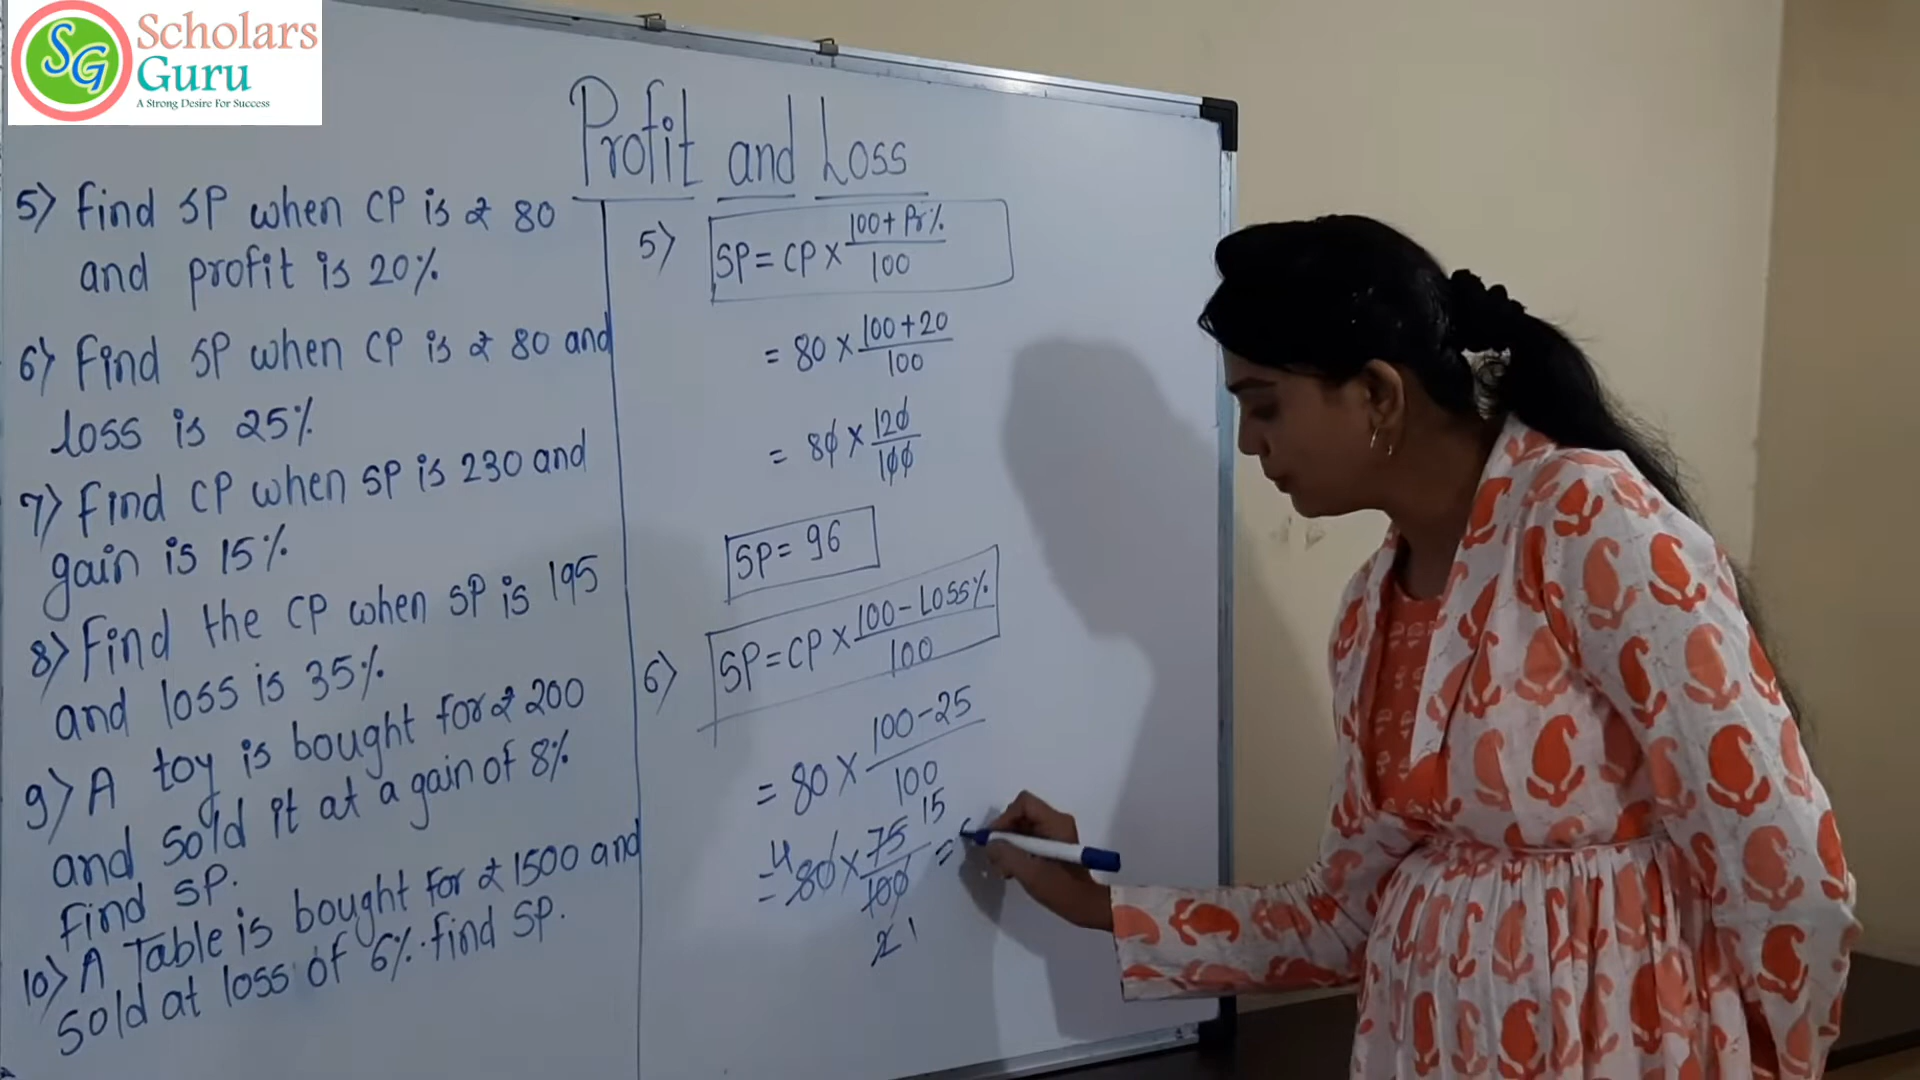 Scholars
Guru
A Strong Desire For Success
SG
Profit and Loss
5) Find SP when CP is ₹ 80
and profit is 20%
6) Find SP when CP is ₹ 80 and
loss is 25%
7) Find CP when SP is 230 and
gain is 15%
8) Find the CP when SP is 195
and loss is 35%
9) A toy is bought for ₹ 200
and sold it at a gain of 8%
Find SP.
10) A Table is bought for ₹ 1500 and
sold at loss of 6%. find SP.
5) SP = CP × 100 + Pr% / 100
= 80 × 100 + 20 / 100
= 80 × 120 / 100
SP = 96
6) SP = CP × 100 - Loss% / 100
= 80 × 100 - 25 / 100
= 4 80 × 75 15 / 100 =
2 1